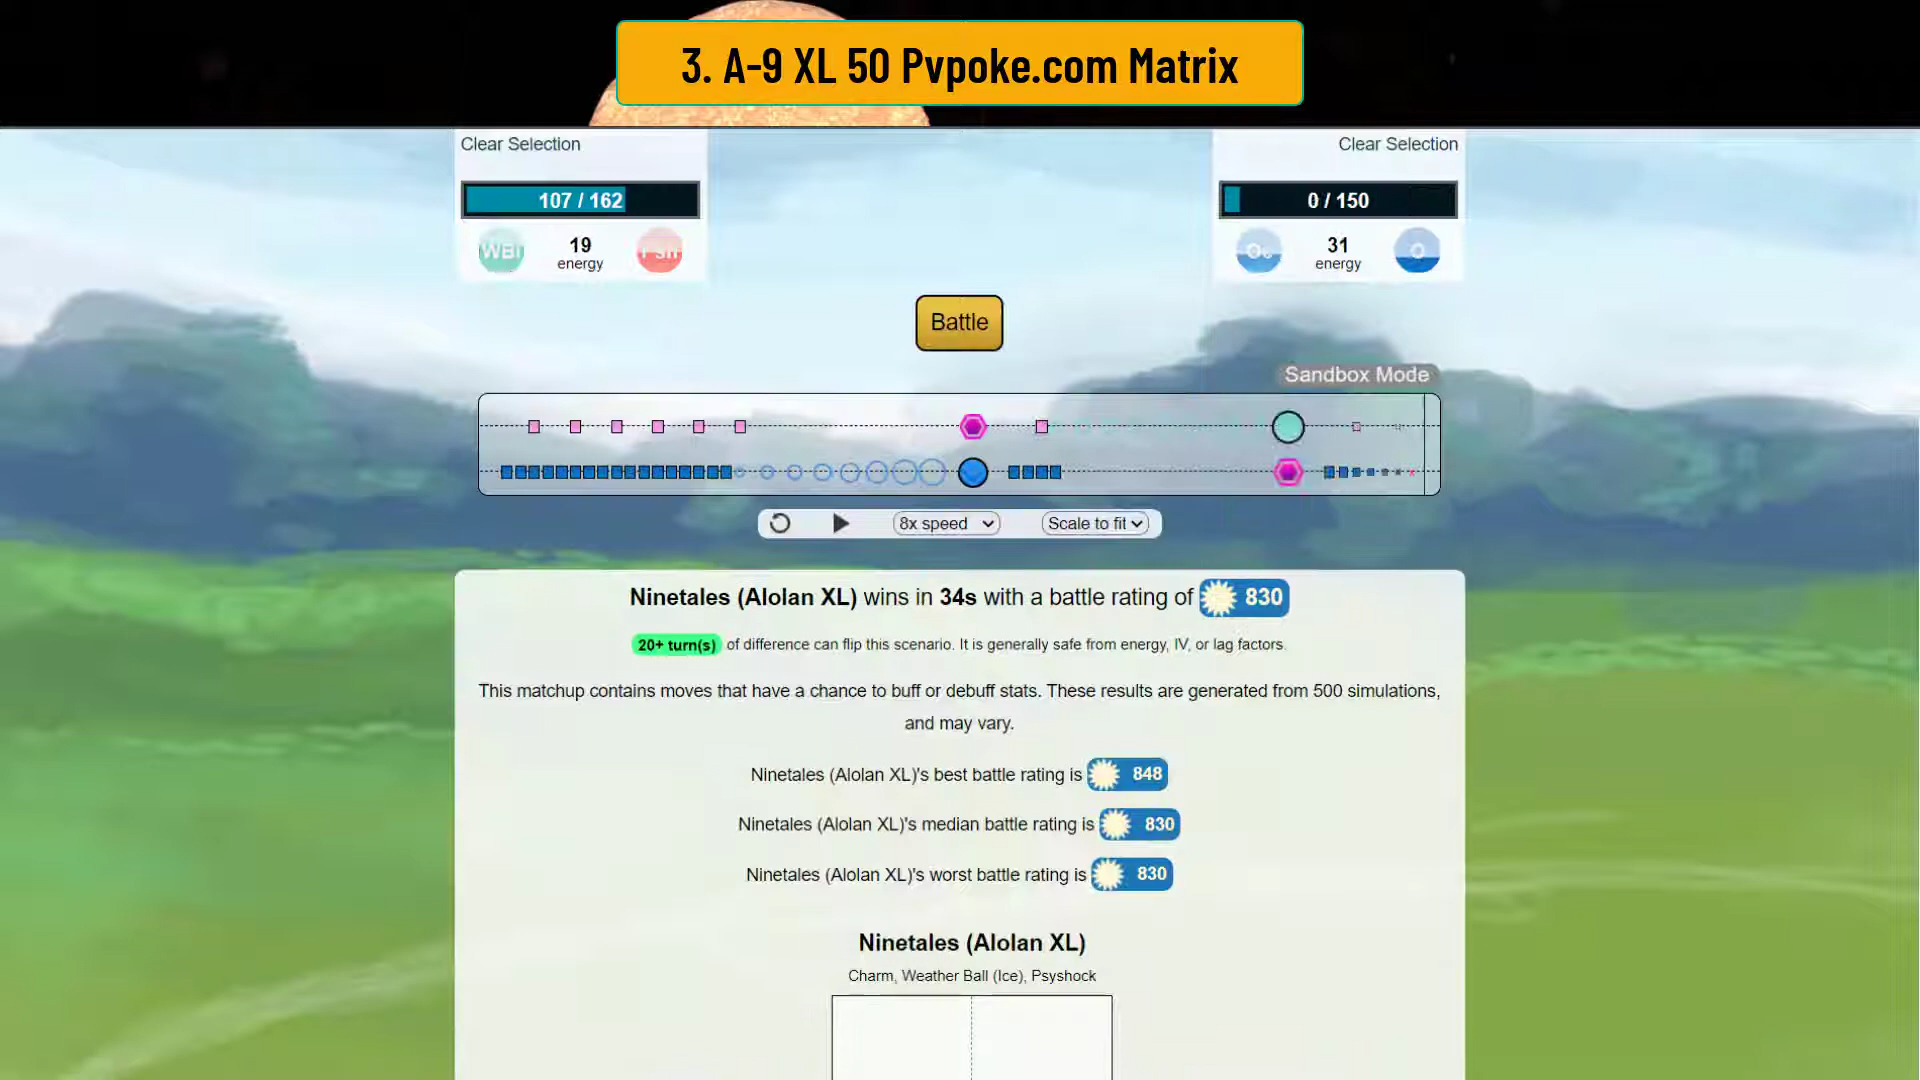 3. A-9 XL 50 Pvpoke.com Matrix
Clear Selection
Clear Selection
107 / 162
0 / 150
WBI
19
energy
31
energy
Battle
Sandbox Mode
8x speed
Scale to fit
Ninetales (Alolan XL) wins in 34s with a battle rating of 830
20+ turn(s) of difference can flip this scenario. It is generally safe from energy, IV, or lag factors.
This matchup contains moves that have a chance to buff or debuff stats. These results are generated from 500 simulations,
and may vary.
Ninetales (Alolan XL)'s best battle rating is 848
Ninetales (Alolan XL)'s median battle rating is 830
Ninetales (Alolan XL)'s worst battle rating is 830
Ninetales (Alolan XL)
Charm, Weather Ball (Ice), Psyshock